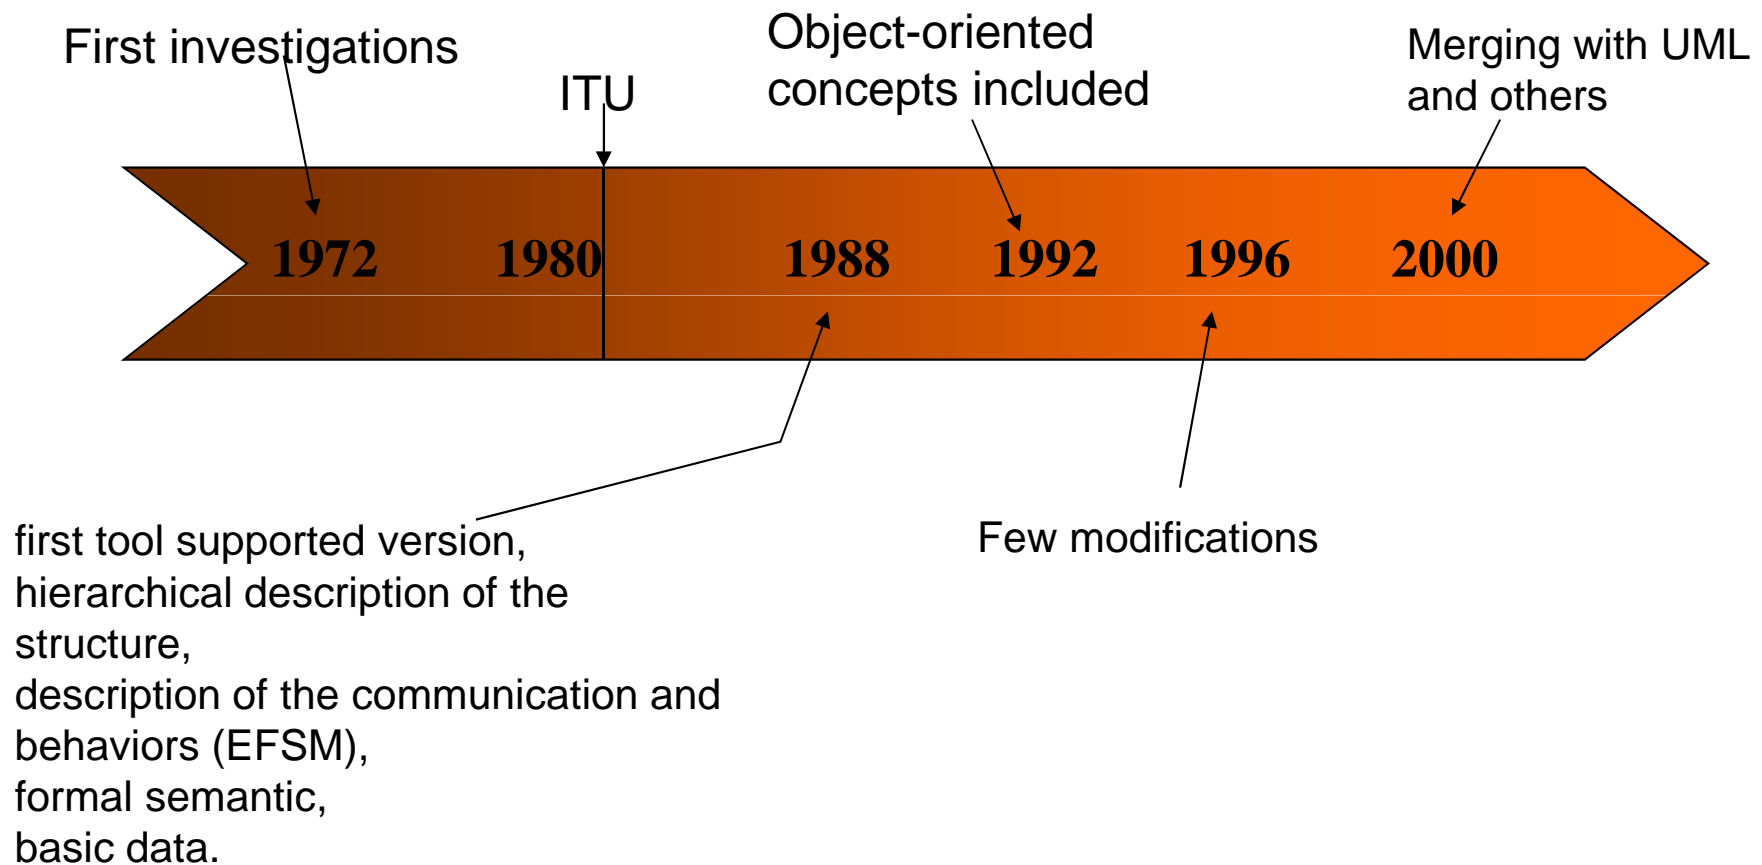 First investigations
ITU
Object-oriented
concepts included
Merging with UML
and others
1972
1980
1988
1992
1996
2000
first tool supported version,
hierarchical description of the
structure,
description of the communication and
behaviors (EFSM),
formal semantic,
basic data.
Few modifications